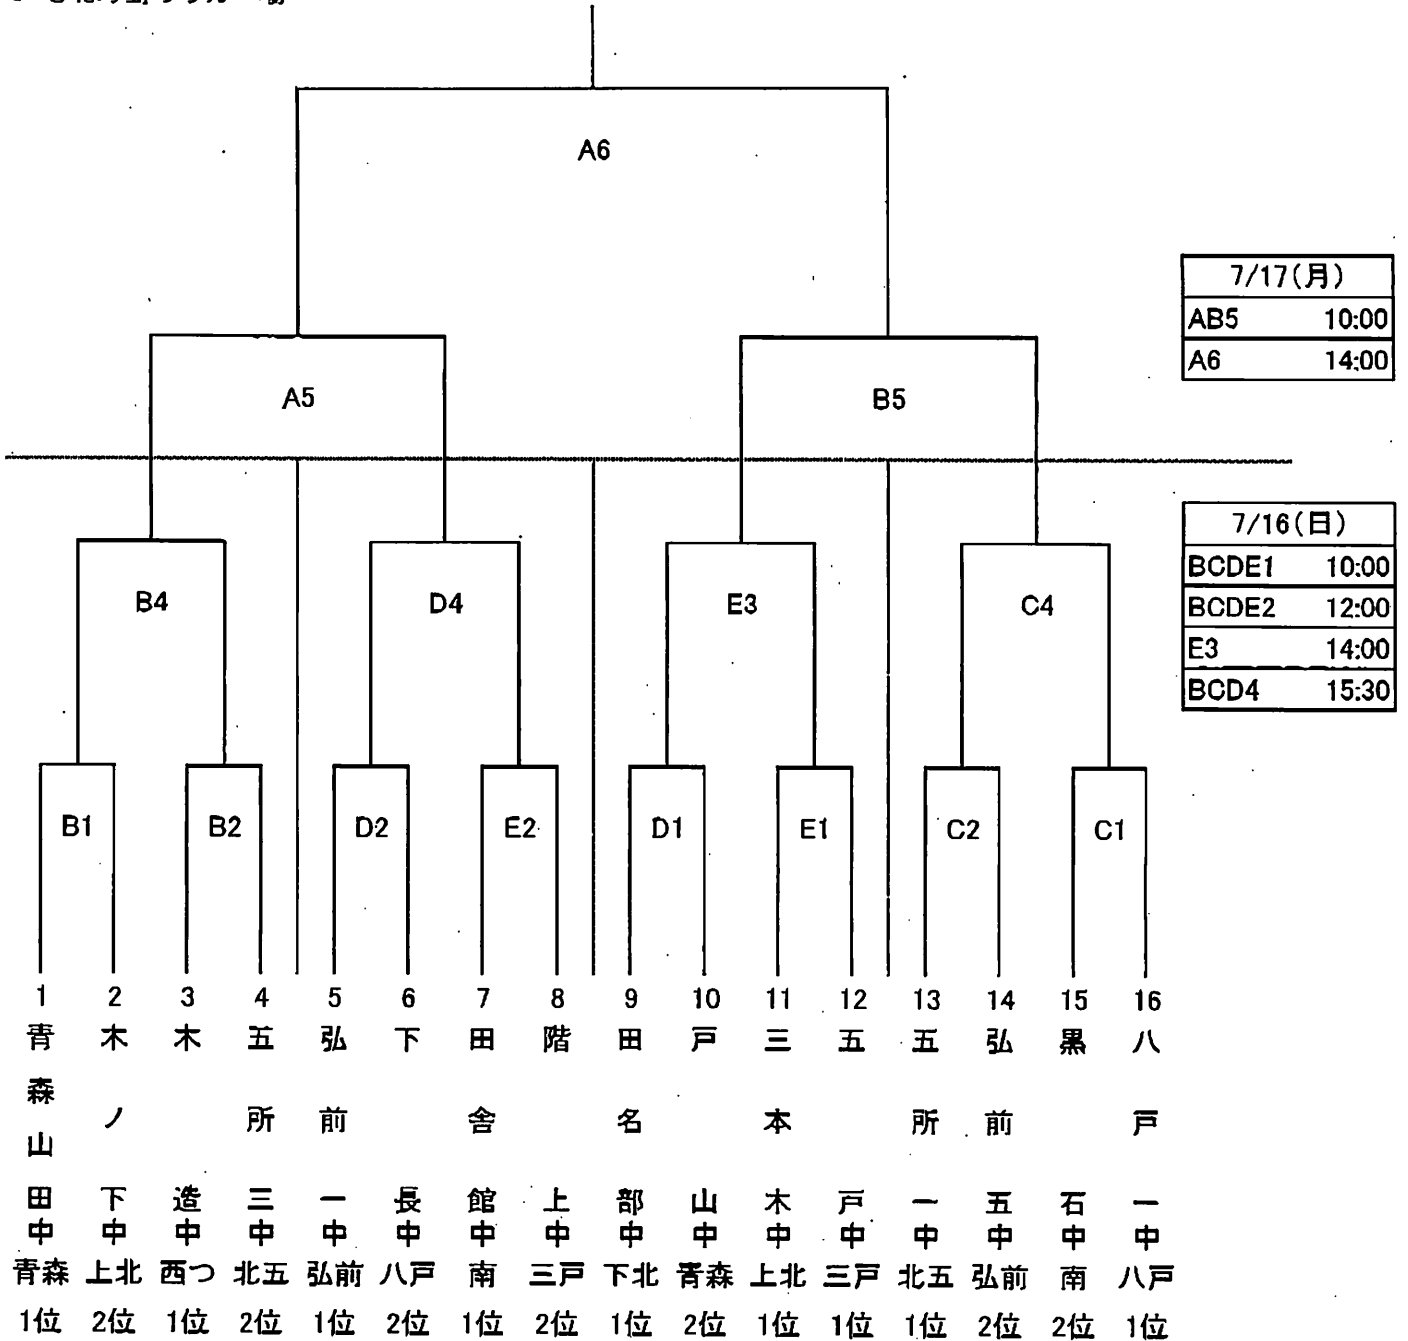 A6
7/17(月)
AB5 10:00
A6 14:00
A5 B5
7/16(日)
BCDE1 10:00
BCDE2 12:00
E3 14:00
BCD4 15:30
B4 D4 E3 C4
B1 B2 D2 E2 D1 E1 C2 C1
1 2 3 4 5 6 7 8 9 10 11 12 13 14 15 16
青森山田中
木ノ下中
木造中
五所三中
弘前一中
下長中
田舎館中
階上中
田名部中
戸山中
三本木中
五戸中
五所一中
弘前五中
黒石中
八戸一中
青森 上北 西つ 北五 弘前 八戸 南 三戸 下北 青森 上北 三戸 北五 弘前 南 八戸
1位 2位 1位 2位 1位 2位 1位 2位 1位 2位 1位 1位 1位 2位 2位 1位